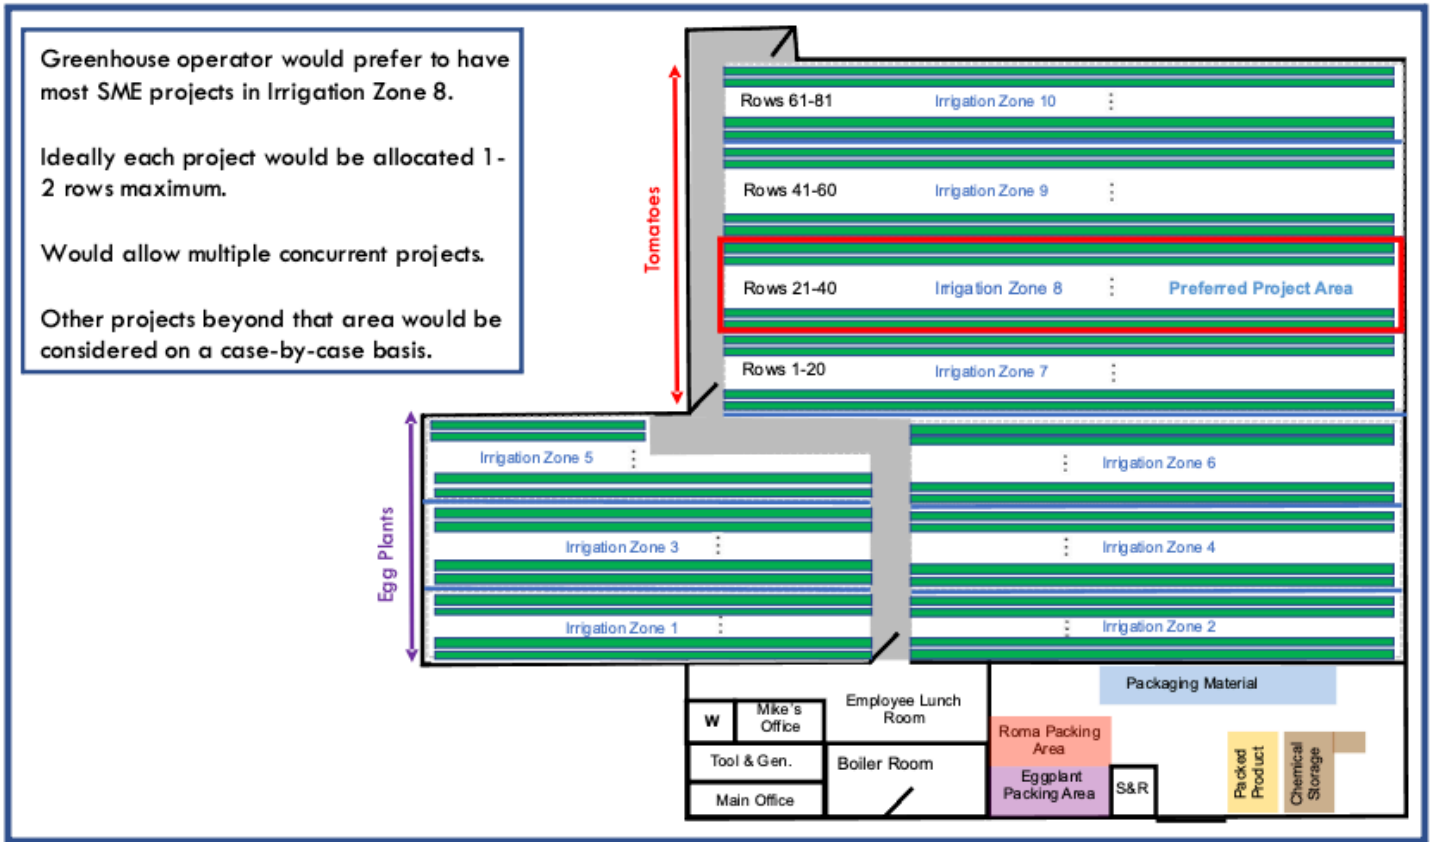 Greenhouse operator would prefer to have
most SME projects in Irrigation Zone 8.
Ideally each project would be allocated 1-
2 rows maximum.
Would allow multiple concurrent projects.
Other projects beyond that area would be
considered on a case-by-case basis.
Tomatoes
Rows 61-81
Irrigation Zone 10
Rows 41-60
Irrigation Zone 9
Rows 21-40
Irrigation Zone 8
Preferred Project Area
Rows 1-20
Irrigation Zone 7
Egg Plants
Irrigation Zone 5
Irrigation Zone 6
Irrigation Zone 3
Irrigation Zone 4
Irrigation Zone 1
Irrigation Zone 2
W
Mike's
Office
Employee Lunch
Room
Tool & Gen.
Boiler Room
Main Office
Packaging Material
Roma Packing
Area
Eggplant
Packing Area
S&R
Packed
Product
Chemical
Storage